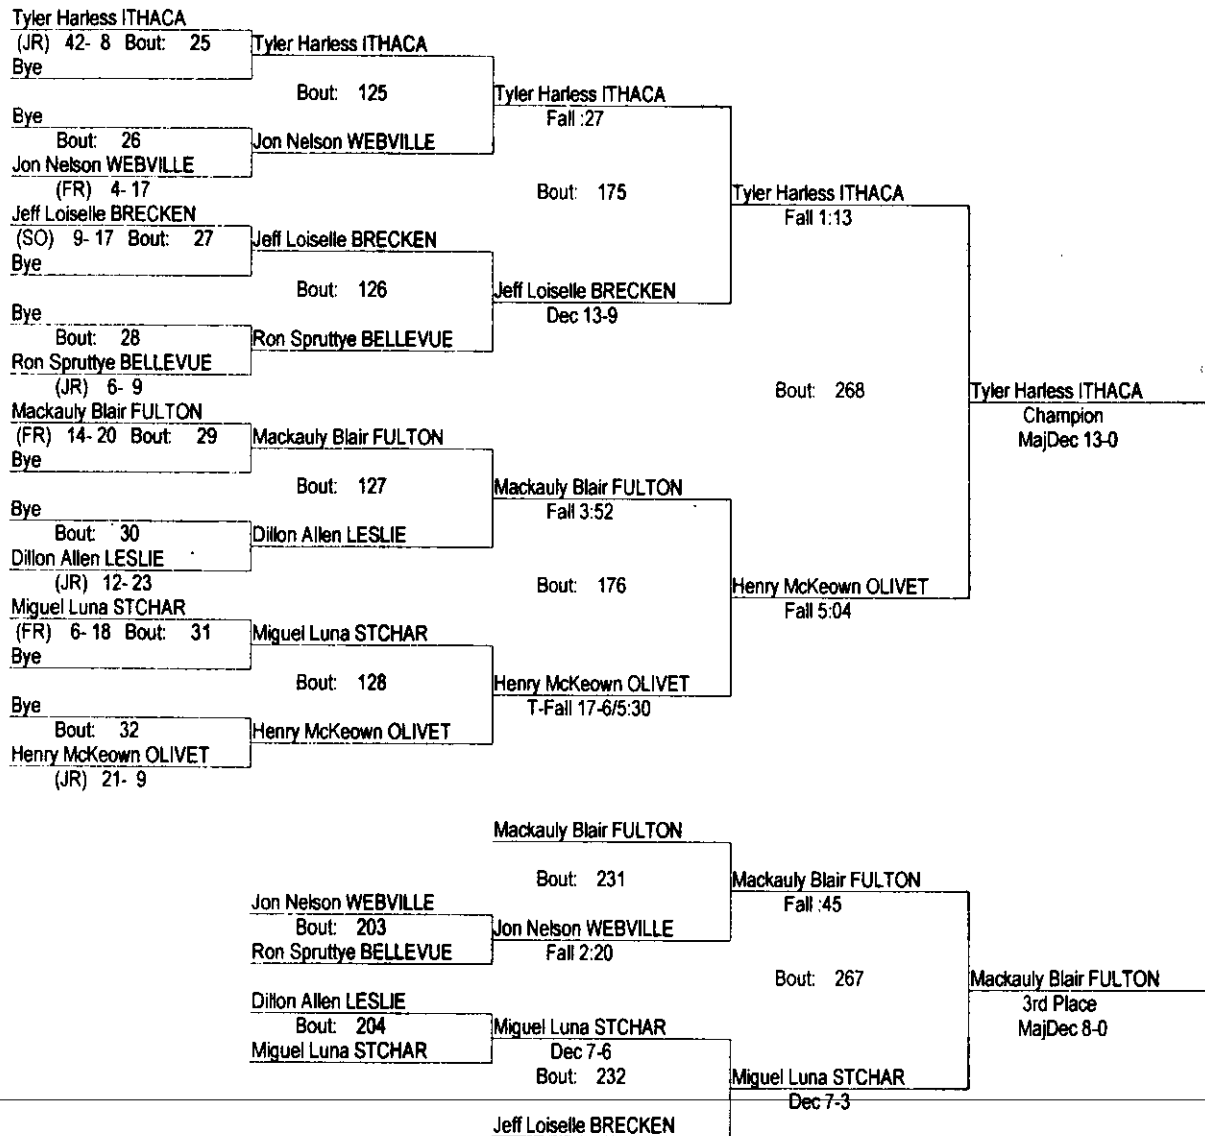 Tyler Harless ITHACA
(JR) 42- 8 Bout: 25
Bye
Tyler Harless ITHACA
Bout: 125
Bye
Bout: 26
Jon Nelson WEBVILLE
(FR) 4- 17
Jon Nelson WEBVILLE
Tyler Harless ITHACA
Fall :27
Bout: 175
Jeff Loiselle BRECKEN
(SO) 9- 17 Bout: 27
Bye
Jeff Loiselle BRECKEN
Bout: 126
Bye
Bout: 28
Ron Spruttye BELLEVUE
(JR) 6- 9
Ron Spruttye BELLEVUE
Jeff Loiselle BRECKEN
Dec 13-9
Tyler Harless ITHACA
Fall 1:13
Bout: 268
Mackauly Blair FULTON
(FR) 14- 20 Bout: 29
Bye
Mackauly Blair FULTON
Bout: 127
Bye
Bout: 30
Dillon Allen LESLIE
(JR) 12- 23
Dillon Allen LESLIE
Mackauly Blair FULTON
Fall 3:52
Bout: 176
Miguel Luna STCHAR
(FR) 6- 18 Bout: 31
Bye
Miguel Luna STCHAR
Bout: 128
Bye
Bout: 32
Henry McKeown OLIVET
(JR) 21- 9
Henry McKeown OLIVET
Henry McKeown OLIVET
T-Fall 17-6/5:30
Henry McKeown OLIVET
Fall 5:04
Tyler Harless ITHACA
Champion
MajDec 13-0
Mackauly Blair FULTON
Bout: 231
Jon Nelson WEBVILLE
Bout: 203
Ron Spruttye BELLEVUE
Jon Nelson WEBVILLE
Fall 2:20
Mackauly Blair FULTON
Fall :45
Bout: 267
Dillon Allen LESLIE
Bout: 204
Miguel Luna STCHAR
Miguel Luna STCHAR
Dec 7-6
Bout: 232
Jeff Loiselle BRECKEN
Miguel Luna STCHAR
Dec 7-3
Mackauly Blair FULTON
3rd Place
MajDec 8-0